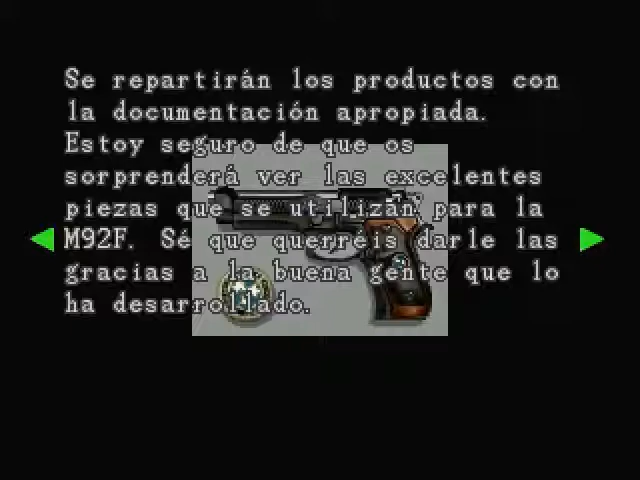 Se repartirán los productos con
la documentación apropiada.
Estoy seguro de que os
sorprenderá ver las excelentes
piezas que se utilizan para la
M92F. Sé que querréis darle las
gracias a la buena gente que lo
ha desarrollado.